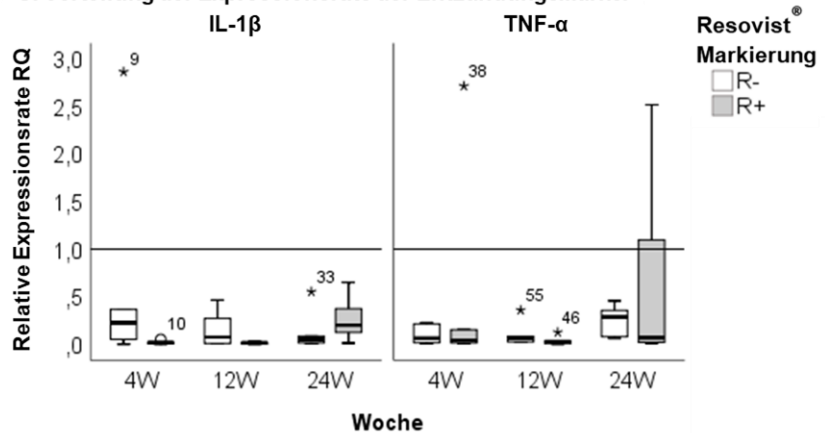 IL-1β
TNF-α
Resovist®
Markierung
R-
R+
Relative Expressionsrate RQ
3,0
2,5
2,0
1,5
1,0
,5
,0
9
10
33
38
55
46
4W
12W
24W
4W
12W
24W
Woche